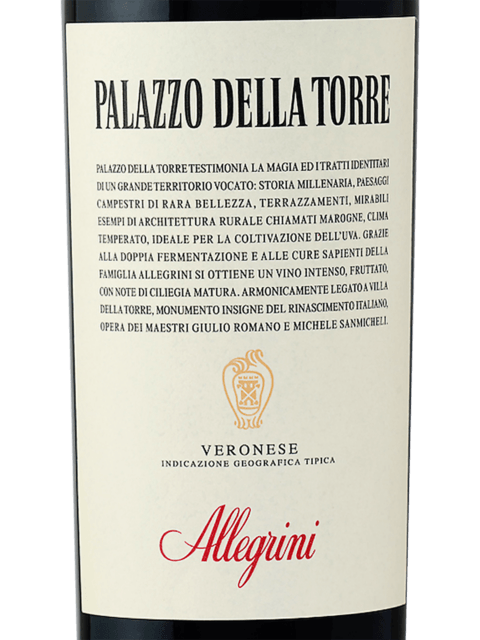 PALAZZO DELLA TORRE
PALAZZO DELLA TORRE TESTIMONIA LA MAGIA ED I TRATTI IDENTITARI
DI UN GRANDE TERRITORIO VOCATO: STORIA MILLENARIA, PAESAGGI
CAMPESTRI DI RARA BELLEZZA, TERRAZZAMENTI, MIRABILI
ESEMPI DI ARCHITETTURA RURALE CHIAMATI MAROGNE, CLIMA
TEMPERATO, IDEALE PER LA COLTIVAZIONE DELL'UVA. GRAZIE
ALLA DOPPIA FERMENTAZIONE E ALLE CURE SAPIENTI DELLA
FAMIGLIA ALLEGRINI SI OTTIENE UN VINO INTENSO, FRUTTATO,
CON NOTE DI CILIEGIA MATURA. ARMONICAMENTE LEGATO A VILLA
DELLA TORRE, MONUMENTO INSIGNE DEL RINASCIMENTO ITALIANO,
OPERA DEI MAESTRI GIULIO ROMANO E MICHELE SANMICHELI.
VERONESE
INDICAZIONE GEOGRAFICA TIPICA
Allegrini